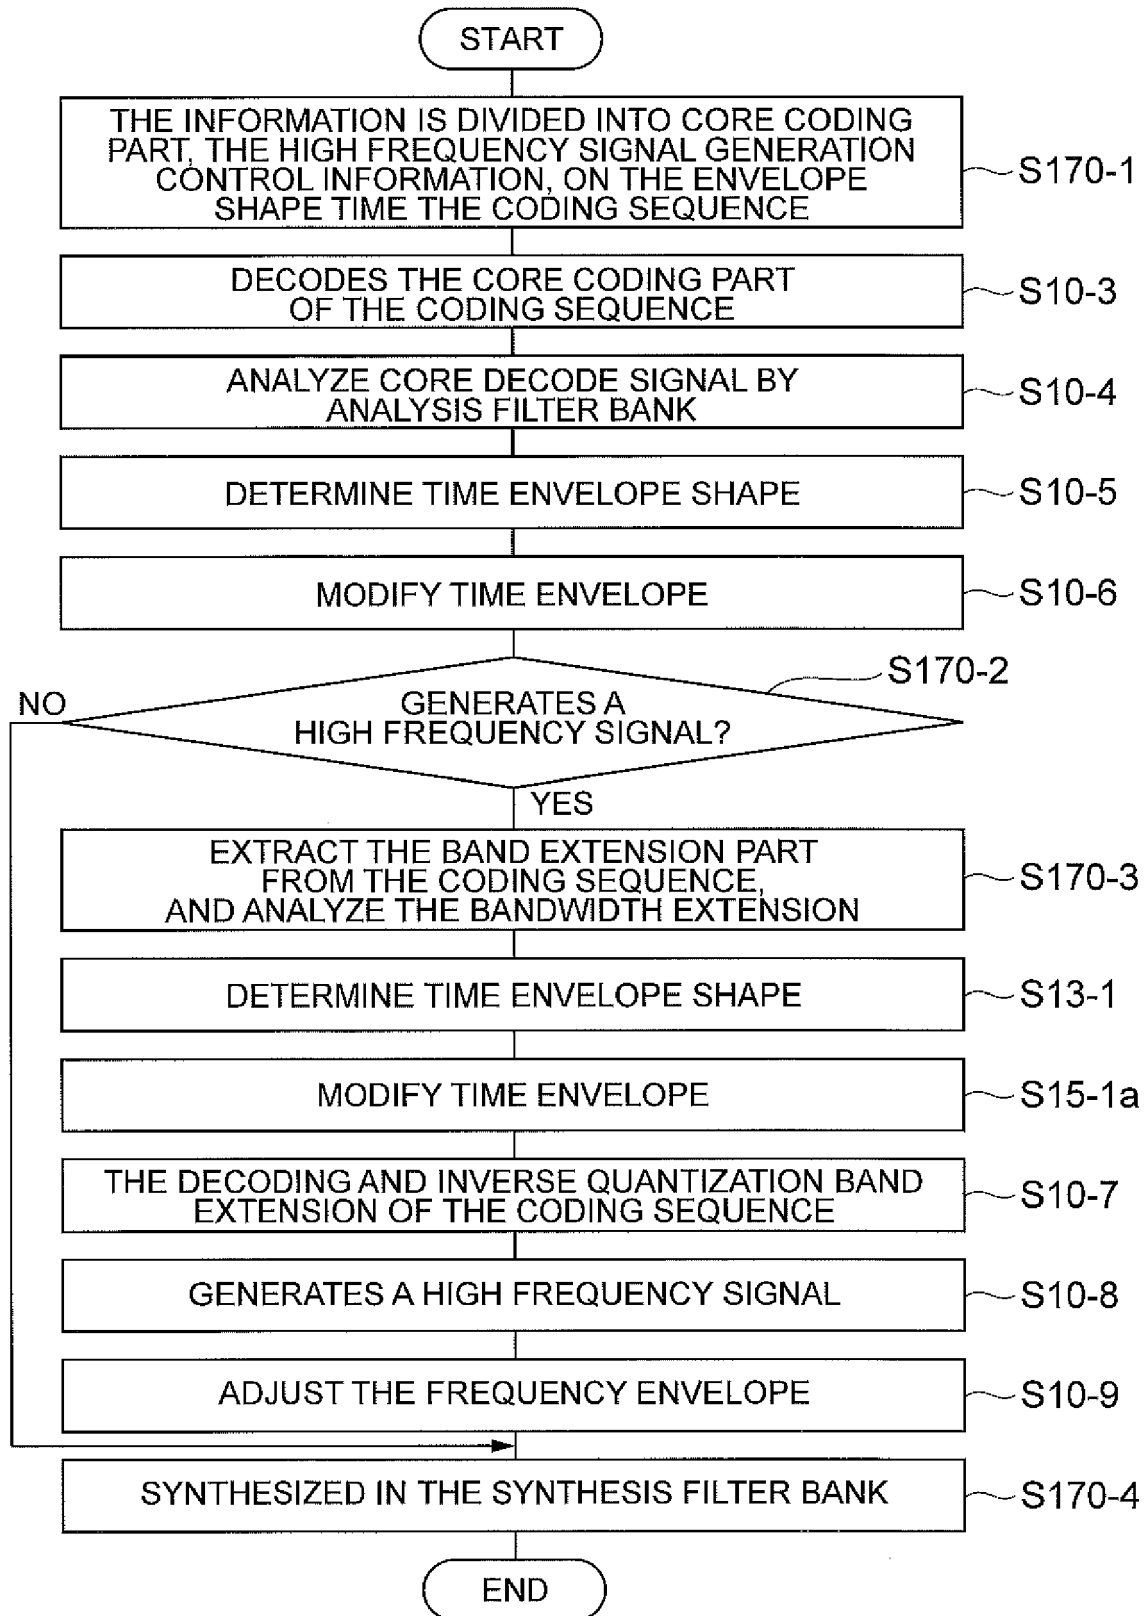 START
THE INFORMATION IS DIVIDED INTO CORE CODING
PART, THE HIGH FREQUENCY SIGNAL GENERATION
CONTROL INFORMATION, ON THE ENVELOPE
SHAPE TIME THE CODING SEQUENCE
S170-1
DECODES THE CORE CODING PART
OF THE CODING SEQUENCE
S10-3
ANALYZE CORE DECODE SIGNAL BY
ANALYSIS FILTER BANK
S10-4
DETERMINE TIME ENVELOPE SHAPE
S10-5
MODIFY TIME ENVELOPE
S10-6
S170-2
NO
GENERATES A
HIGH FREQUENCY SIGNAL?
YES
EXTRACT THE BAND EXTENSION PART
FROM THE CODING SEQUENCE,
AND ANALYZE THE BANDWIDTH EXTENSION
S170-3
DETERMINE TIME ENVELOPE SHAPE
S13-1
MODIFY TIME ENVELOPE
S15-1a
THE DECODING AND INVERSE QUANTIZATION BAND
EXTENSION OF THE CODING SEQUENCE
S10-7
GENERATES A HIGH FREQUENCY SIGNAL
S10-8
ADJUST THE FREQUENCY ENVELOPE
S10-9
SYNTHESIZED IN THE SYNTHESIS FILTER BANK
S170-4
END